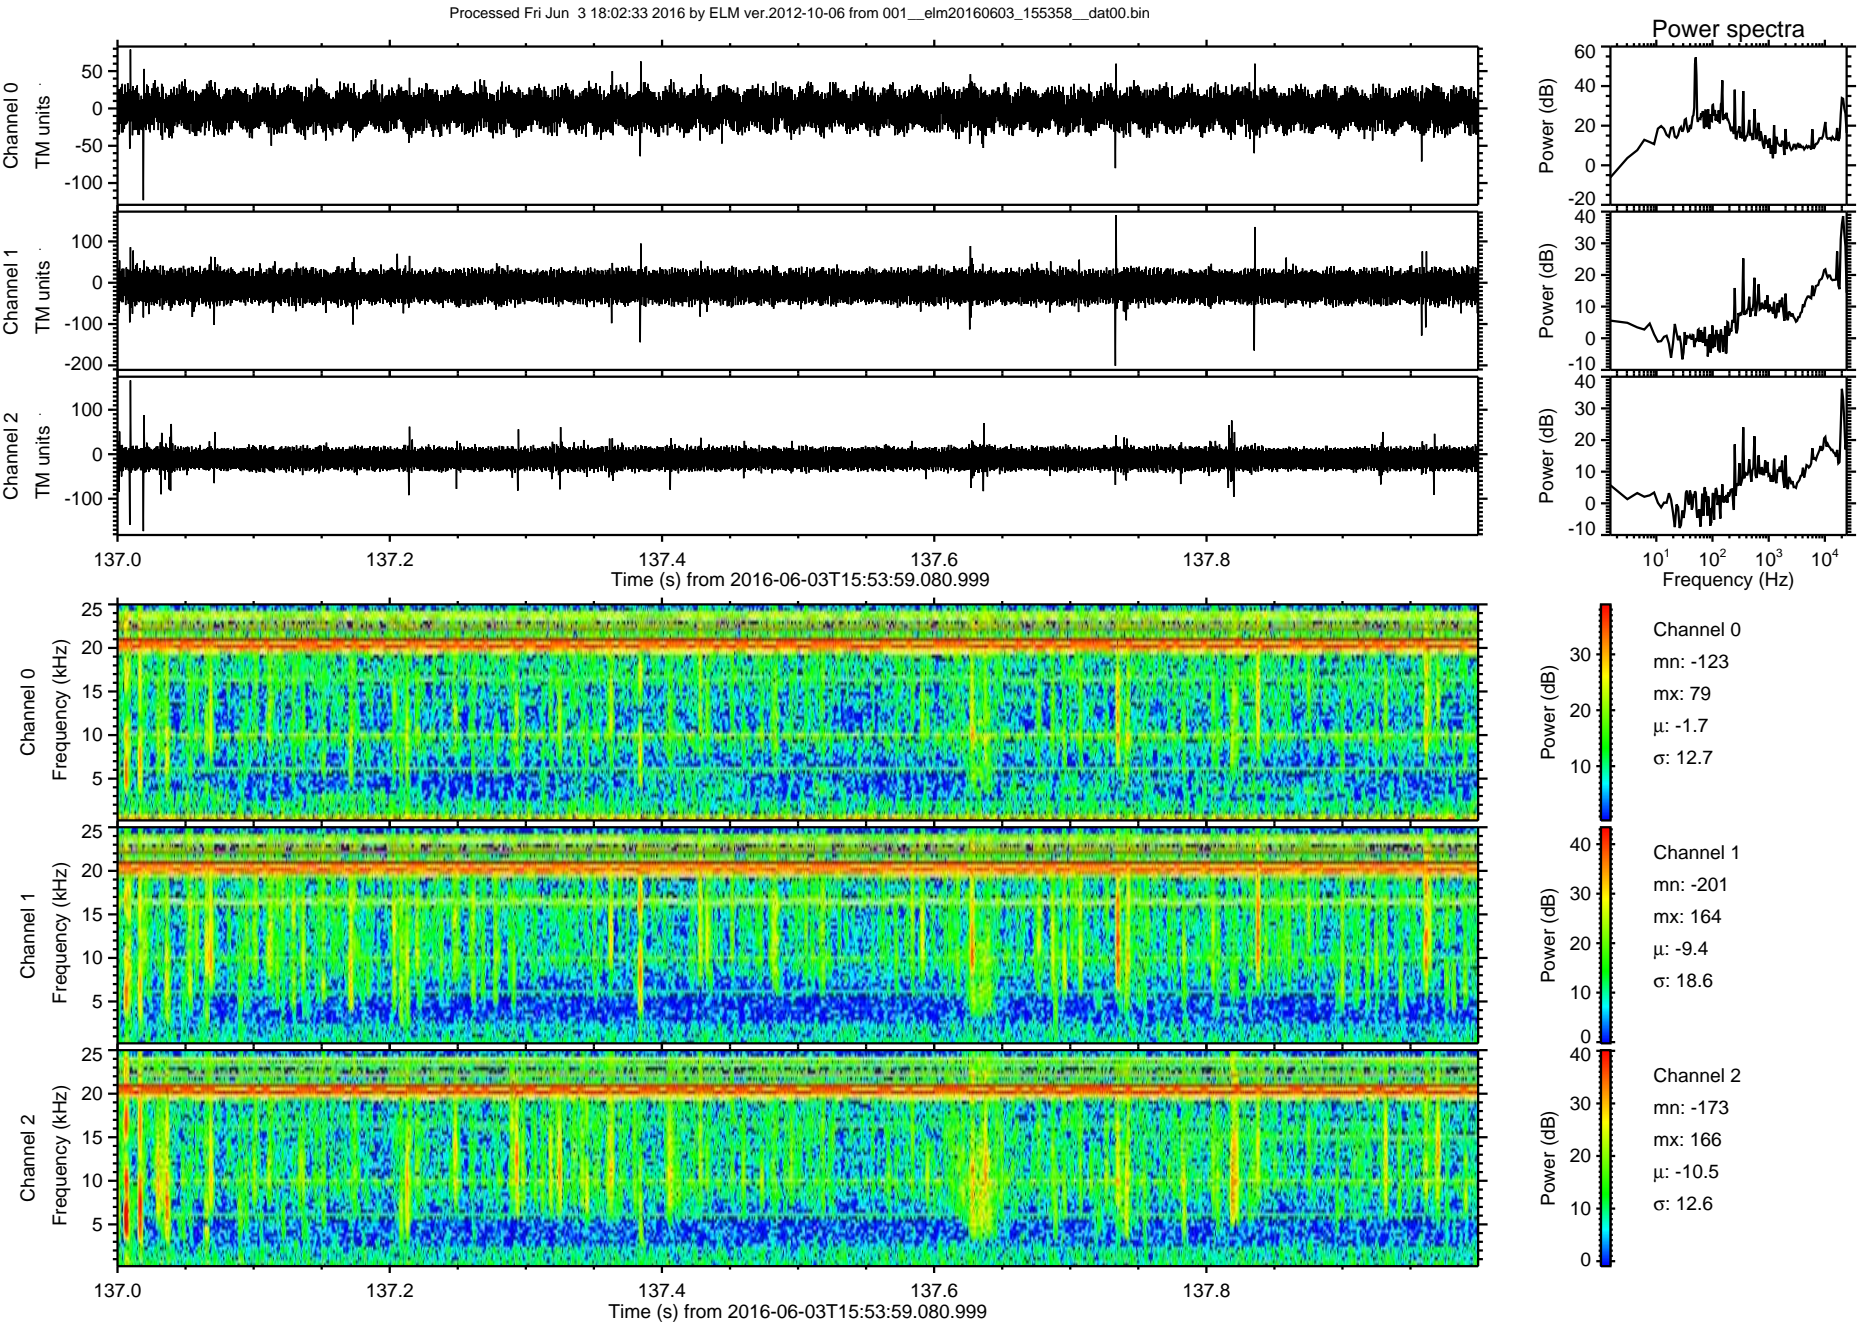 Processed Fri Jun  3 18:02:33 2016 by ELM ver.2012-10-06 from 001__elm20160603_155358__dat00.bin
Power spectra
Channel 0
TM units
50
0
-50
-100
Power (dB)
60
40
20
0
-20
Channel 1
TM units
100
0
-100
-200
Power (dB)
40
30
20
10
0
-10
Channel 2
TM units
100
0
-100
Power (dB)
40
30
20
10
0
-10
137.0 137.2 137.4 137.6 137.8
Time (s) from 2016-06-03T15:53:59.080.999
10¹ 10² 10³ 10⁴
Frequency (Hz)
Channel 0
Frequency (kHz)
25
20
15
10
5
Power (dB)
30
20
10
Channel 0
mn: -123
mx: 79
µ: -1.7
σ: 12.7
Channel 1
Frequency (kHz)
25
20
15
10
5
Power (dB)
40
30
20
10
0
Channel 1
mn: -201
mx: 164
µ: -9.4
σ: 18.6
Channel 2
Frequency (kHz)
25
20
15
10
5
Power (dB)
40
30
20
10
0
Channel 2
mn: -173
mx: 166
µ: -10.5
σ: 12.6
137.0 137.2 137.4 137.6 137.8
Time (s) from 2016-06-03T15:53:59.080.999